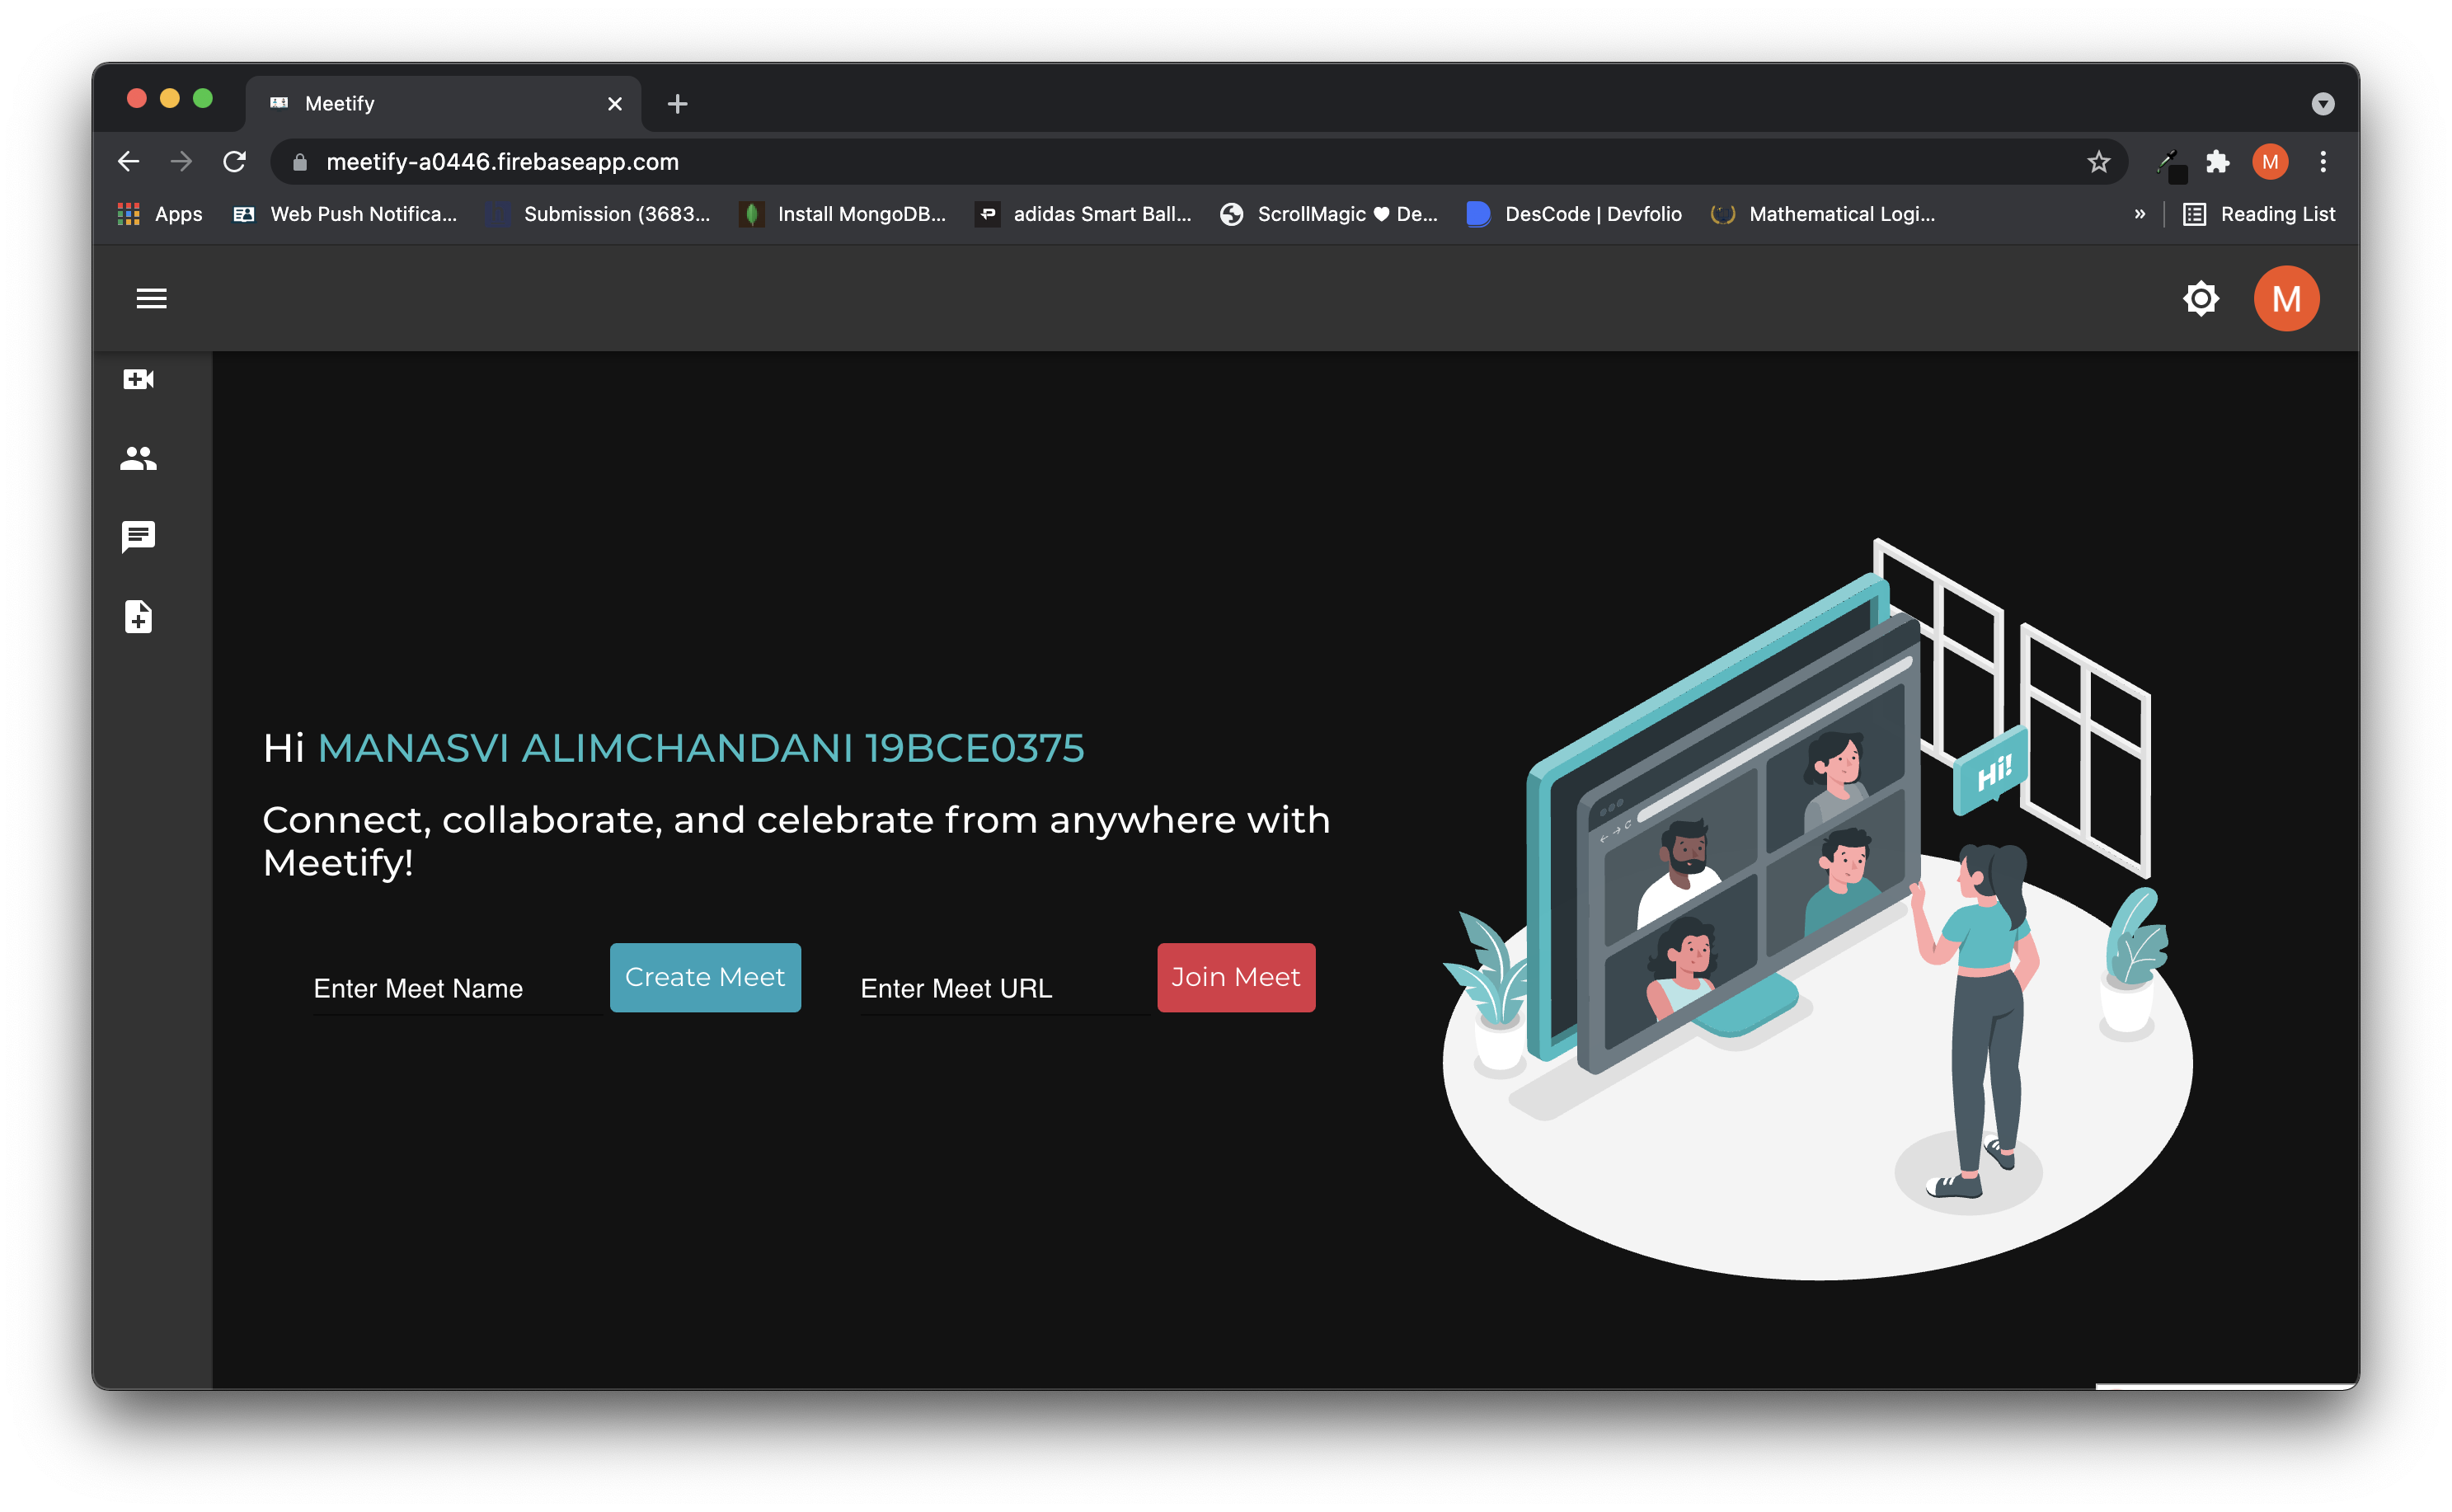 Meetify
meetify-a0446.firebaseapp.com
M
Apps
Web Push Notifica...
Submission (3683...
Install MongoDB...
adidas Smart Ball...
ScrollMagic ♥ De...
DesCode | Devfolio
Mathematical Logi...
»
Reading List
M
Hi MANASVI ALIMCHANDANI 19BCE0375
Connect, collaborate, and celebrate from anywhere with
Meetify!
Enter Meet Name
Create Meet
Enter Meet URL
Join Meet
Hi!